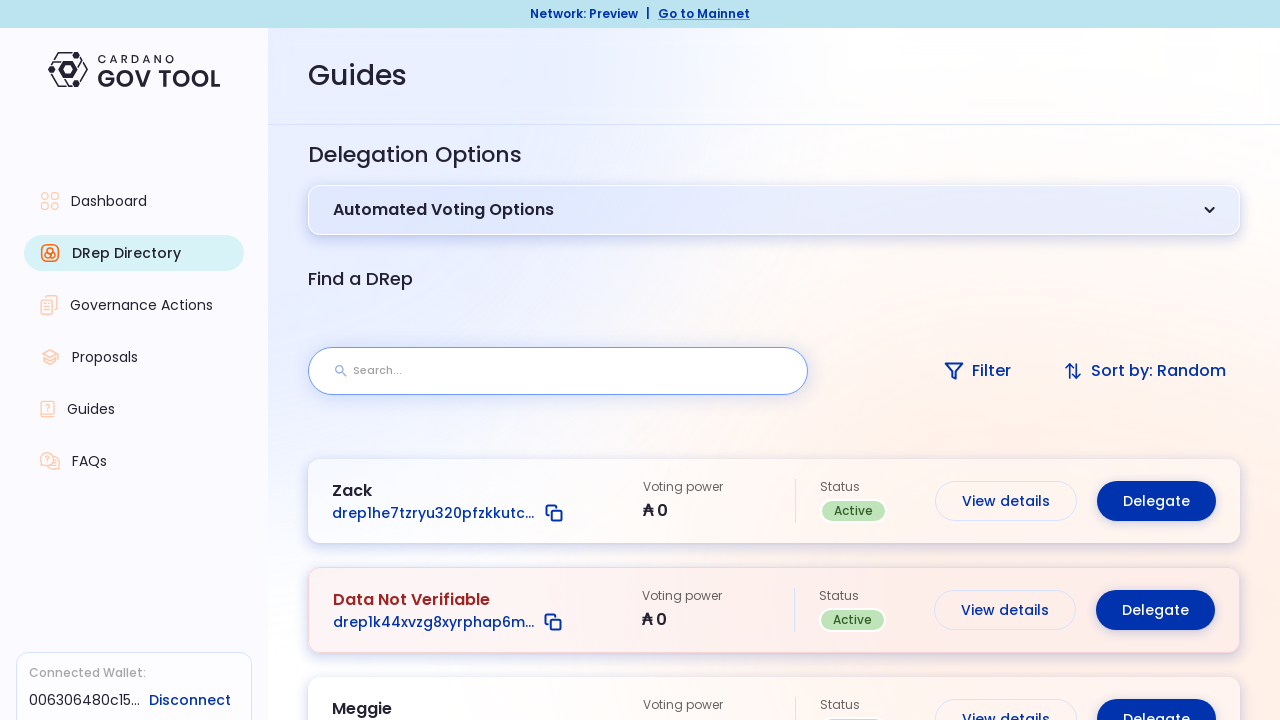 Network: Preview | Go to Mainnet
CARDANO
GOV TOOL
Guides
Delegation Options
Dashboard
Automated Voting Options
DRep Directory
Find a DRep
Governance Actions
Proposals
Search...
Filter
Sort by: Random
Guides
FAQs
Zack
drep1he7tzryu320pfzkkutc...
Voting power
₳ 0
Status
Active
View details
Delegate
Data Not Verifiable
drep1k44xvzg8xyrphap6m...
Voting power
₳ 0
Status
Active
View details
Delegate
Connected Wallet:
006306480c15...
Disconnect
Meggie
Voting power
Status
View details
Delegate